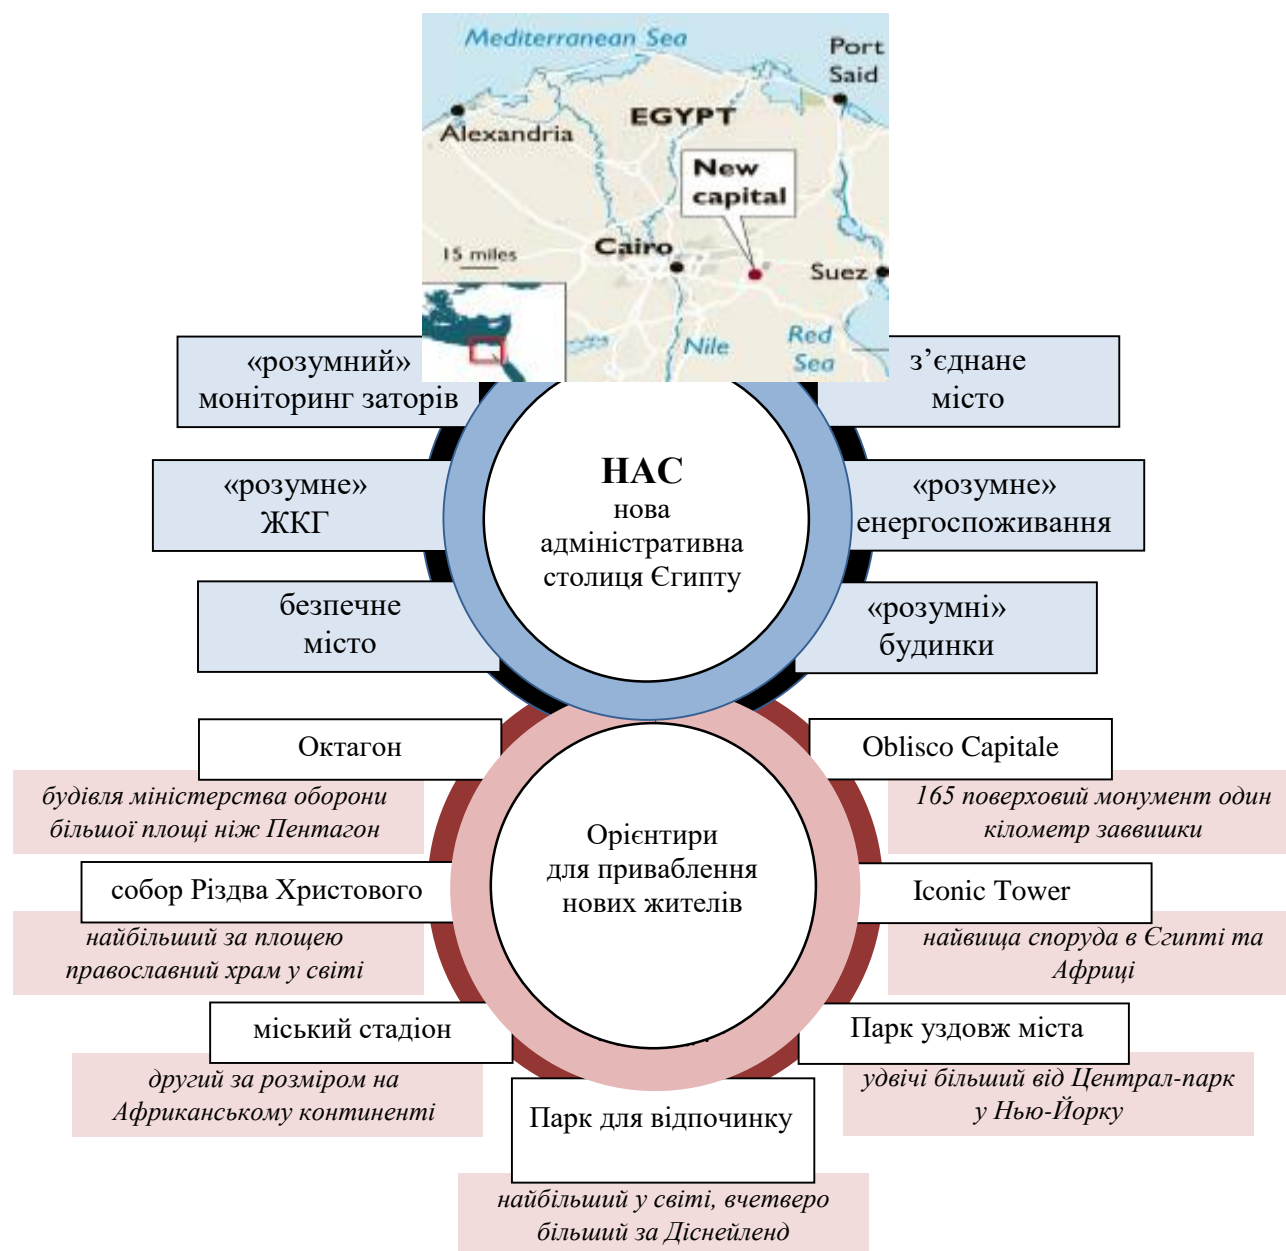 Mediterranean Sea
Port
Said
Alexandria
EGYPT
New
capital
Cairo
15 miles
Suez
Nile
Red
Sea
«розумний»
моніторинг заторів
з’єднане
місто
«розумне»
ЖКГ
НАС
нова
адміністративна
столиця Єгипту
«розумне»
енергоспоживання
безпечне
місто
«розумні»
будинки
Октагон
будівля міністерства оборони
більшої площі ніж Пентагон
Oblisco Capitale
165 поверховий монумент один
кілометр заввишки
Орієнтири
для приваблення
нових жителів
собор Різдва Христового
найбільший за площею
православний храм у світі
Iconic Tower
найвища споруда в Єгипті та
Африці
міський стадіон
другий за розміром на
Африканському континенті
Парк уздовж міста
удвічі більший від Централ-парк
у Нью-Йорку
Парк для відпочинку
найбільший у світі, вчетверо
більший за Діснейленд